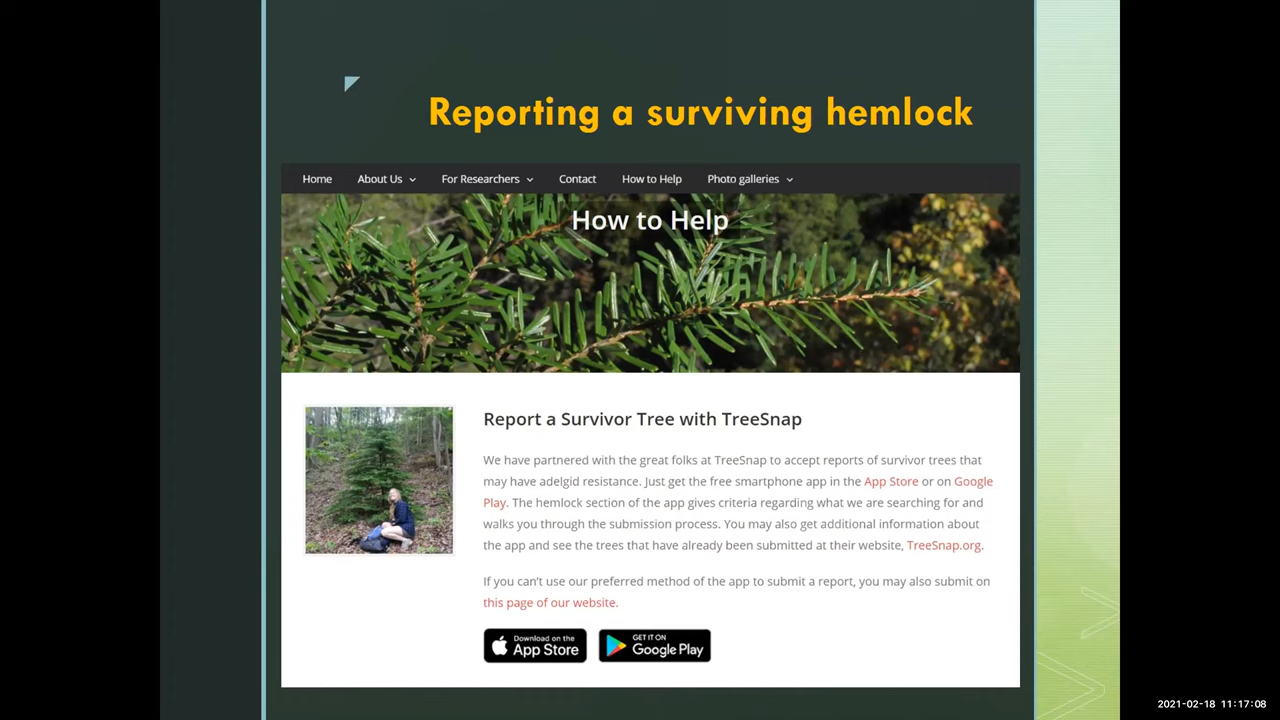 Reporting a surviving hemlock
Home About Us For Researchers Contact How to Help Photo galleries
How to Help
Report a Survivor Tree with TreeSnap
We have partnered with the great folks at TreeSnap to accept reports of survivor trees that
may have adelgid resistance. Just get the free smartphone app in the App Store or on Google
Play. The hemlock section of the app gives criteria regarding what we are searching for and
walks you through the submission process. You may also get additional information about
the app and see the trees that have already been submitted at their website, TreeSnap.org.
If you can't use our preferred method of the app to submit a report, you may also submit on
this page of our website.
Download on the
App Store
GET IT ON
Google Play
2021-02-18 11:17:08